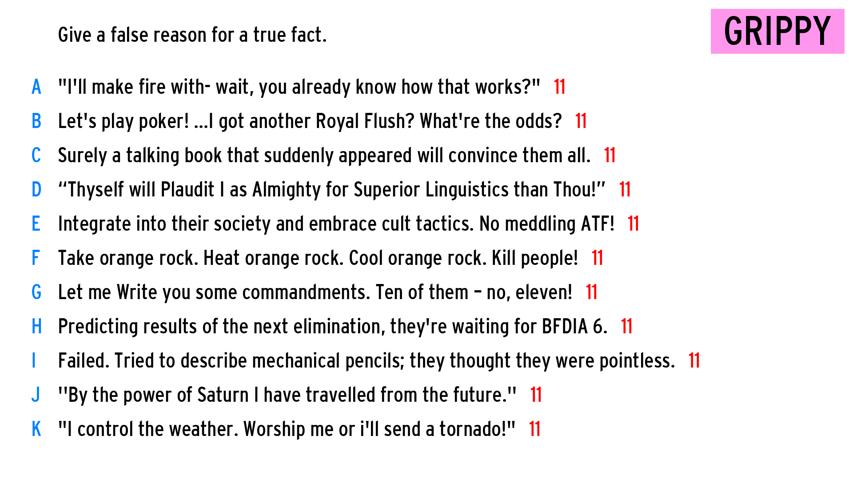 Give a false reason for a true fact.
GRIPPY
A "I'll make fire with- wait, you already know how that works?" 11
B Let's play poker! ...I got another Royal Flush? What're the odds? 11
C Surely a talking book that suddenly appeared will convince them all. 11
D “Thyself will Plaudit I as Almighty for Superior Linguistics than Thou!” 11
E Integrate into their society and embrace cult tactics. No meddling ATF! 11
F Take orange rock. Heat orange rock. Cool orange rock. Kill people! 11
G Let me Write you some commandments. Ten of them – no, eleven! 11
H Predicting results of the next elimination, they're waiting for BFDIA 6. 11
I Failed. Tried to describe mechanical pencils; they thought they were pointless. 11
J "By the power of Saturn I have travelled from the future." 11
K "I control the weather. Worship me or i'll send a tornado!" 11